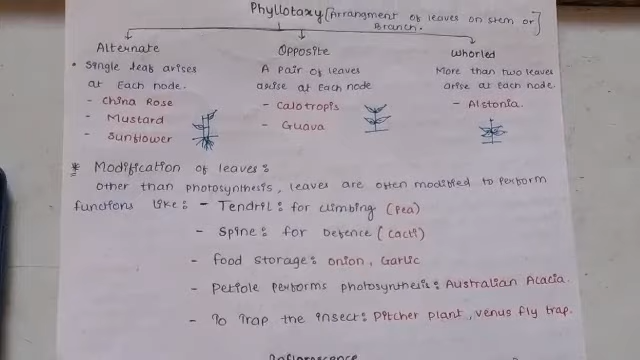 Phyllotaxy [Arrangment of leaves on stem or]
Branch.
Alternate
• Single leaf arises
at Each node.
- China Rose
- Mustard
- Sunflower
Opposite
A pair of leaves
arise at Each node
- Calotropis
- Guava
Whorled
More than two leaves
arise at each node.
- Alstonia.
* Modification of leaves:
Other than photosynthesis, leaves are often modified to perform
functions like: - Tendril: for climbing (Pea)
- Spine: for Defence (Cacti)
- food storage: onion, Garlic
- Petiole performs photosynthesis: Australian Acacia.
- To trap the insect: Pitcher plant, venus fly trap.
Inflorescence